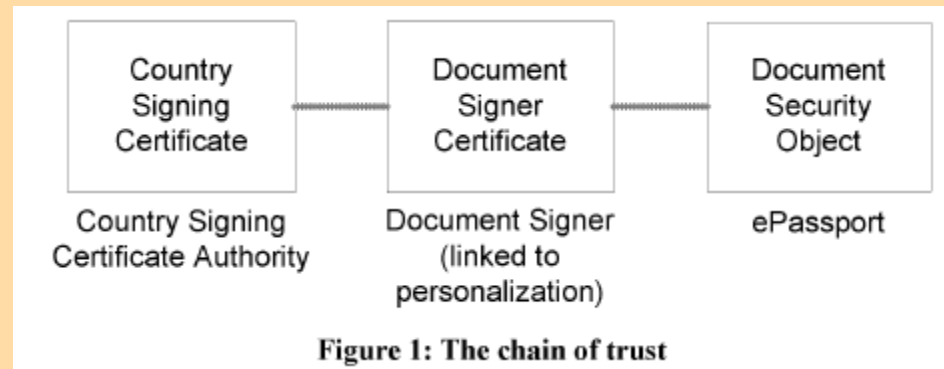 Country
Signing
Certificate
Document
Signer
Certificate
Document
Security
Object
Country Signing
Certificate Authority
Document Signer
(linked to
personalization)
ePassport
Figure 1: The chain of trust